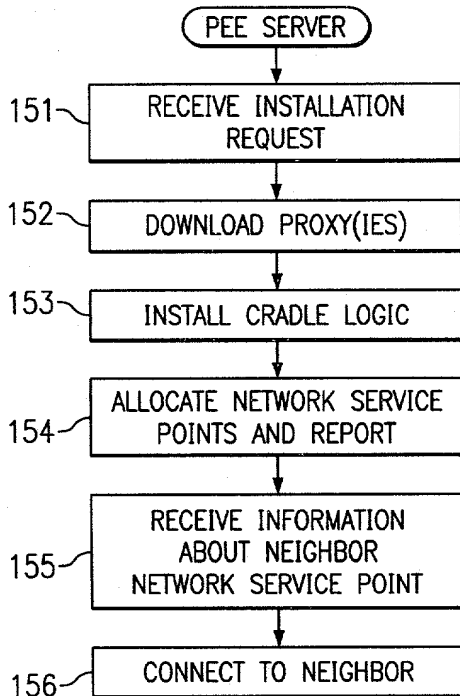 PEE SERVER
151
RECEIVE INSTALLATION
REQUEST
152
DOWNLOAD PROXY(IES)
153
INSTALL CRADLE LOGIC
154
ALLOCATE NETWORK SERVICE
POINTS AND REPORT
155
RECEIVE INFORMATION
ABOUT NEIGHBOR
NETWORK SERVICE POINT
156
CONNECT TO NEIGHBOR